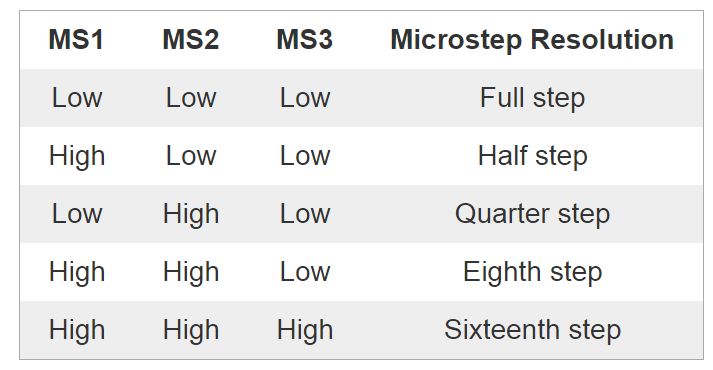 MS1 MS2 MS3 Microstep Resolution
Low Low Low Full step
High Low Low Half step
Low High Low Quarter step
High High Low Eighth step
High High High Sixteenth step